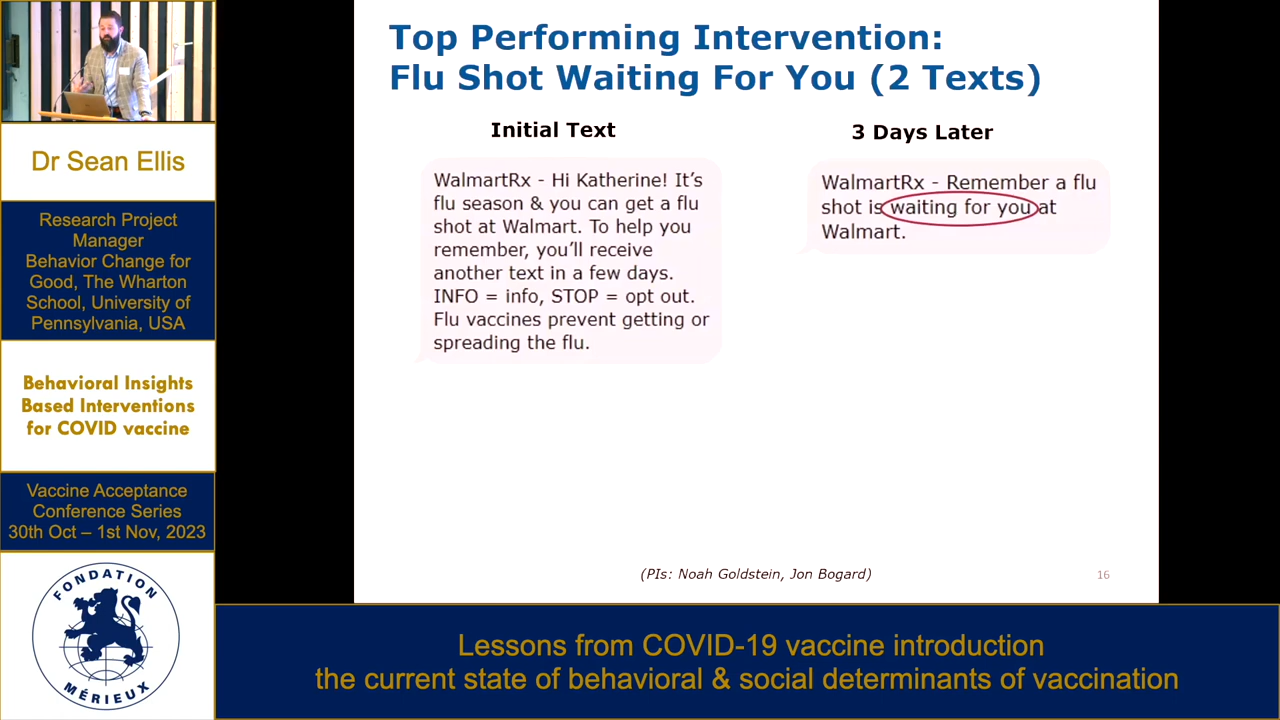 Top Performing Intervention:
Flu Shot Waiting For You (2 Texts)
Initial Text
WalmartRx - Hi Katherine! It’s
flu season & you can get a flu
shot at Walmart. To help you
remember, you’ll receive
another text in a few days.
INFO = info, STOP = opt out.
Flu vaccines prevent getting or
spreading the flu.
3 Days Later
WalmartRx - Remember a flu
shot is waiting for you at
Walmart.
(PIs: Noah Goldstein, Jon Bogard)
16
Dr Sean Ellis
Research Project
Manager
Behavior Change for
Good, The Wharton
School, University of
Pennsylvania, USA
Behavioral Insights
Based Interventions
for COVID vaccine
Vaccine Acceptance
Conference Series
30th Oct – 1st Nov, 2023
FONDATION
MÉRIEUX
Lessons from COVID-19 vaccine introduction
the current state of behavioral & social determinants of vaccination